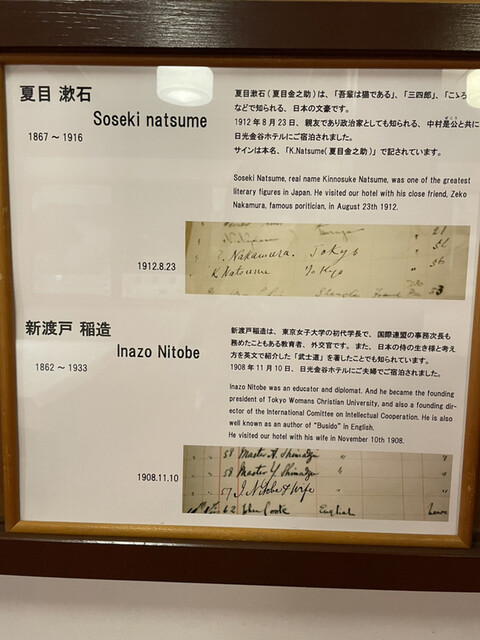 夏目 漱石
Soseki natsume
1867 ~ 1916
夏目漱石(夏目金之助)は、「吾輩は猫である」、「三四郎」、「こゝろ
などで知られる、日本の文豪です。
1912年8月23日、親友であり政治家としても知られる、中村是公と共に
日光金谷ホテルにご宿泊されました。
サインは本名、「K.Natsume(夏目金之助)」で記されています。
Soseki Natsume, real name Kinnosuke Natsume, was one of the greatest
literary figures in Japan. He visited our hotel with his close friend, Zeko
Nakamura, famous poritician, in August 23th 1912.
Nakamura. Tokyo " 56
K. Natsume Tokyo " 36
53
1912.8.23
新渡戸 稲造
Inazo Nitobe
1862 ~ 1933
新渡戸稲造は、東京女子大学の初代学長で、国際連盟の事務次長も
務めたこともある教育者、外交官です。また、日本の侍の生き様と考え
方を英文で紹介した「武士道」を著したことでも知られています。
1908年11月10日、日光金谷ホテルにご夫妻でご宿泊されました。
Inazo Nitobe was an educator and diplomat. And he became the founding
president of Tokyo Womans Christian University, and also a founding dir-
ector of the International Comittee on Intellectual Cooperation. He is also
well known as an author of "Busido" in English.
He visited our hotel with his wife in November 10th 1908.
" " 58 Master A. Shimadzu " "
" " 58 Master Y. Shimadzu "
" " 57 I. Nitobe & Wife " "
62 John Cooke English
1908.11.10